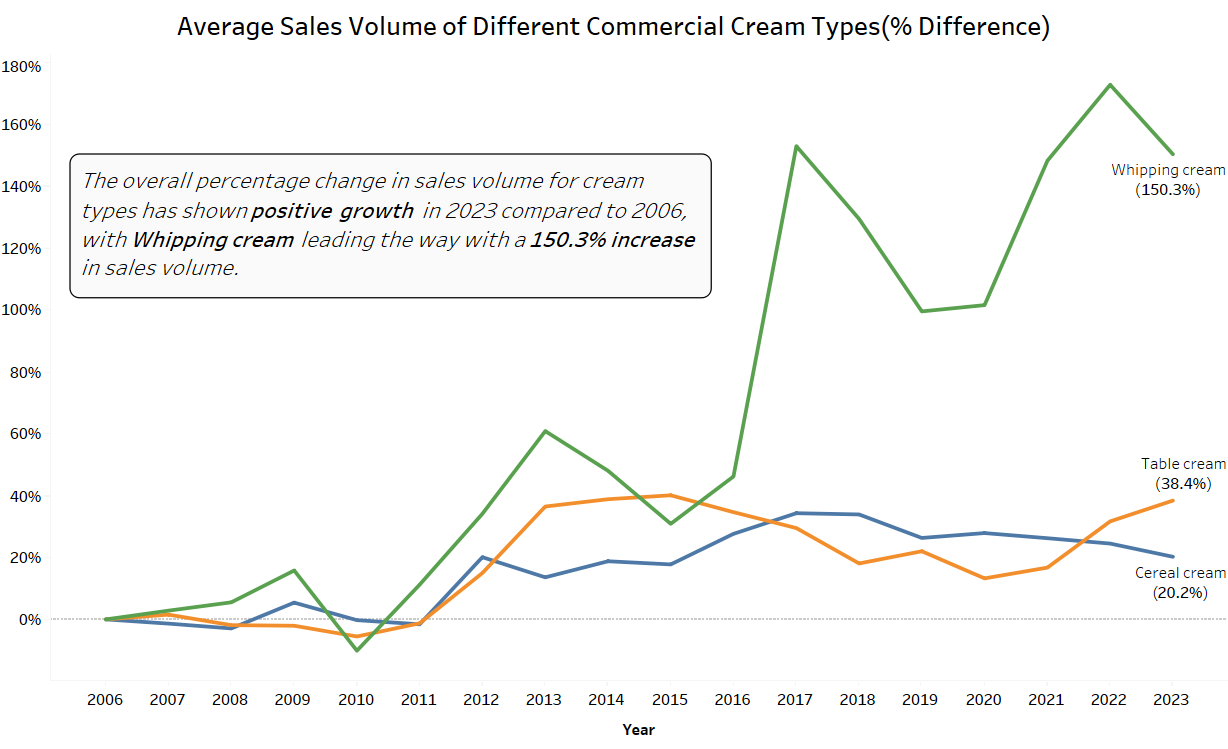 Average Sales Volume of Different Commercial Cream Types(% Difference)
180%
160%
140%
120%
100%
80%
60%
40%
20%
0%
The overall percentage change in sales volume for cream
types has shown positive growth in 2023 compared to 2006,
with Whipping cream leading the way with a 150.3% increase
in sales volume.
Whipping cream
(150.3%)
Table cream
(38.4%)
Cereal cream
(20.2%)
2006 2007 2008 2009 2010 2011 2012 2013 2014 2015 2016 2017 2018 2019 2020 2021 2022 2023
Year